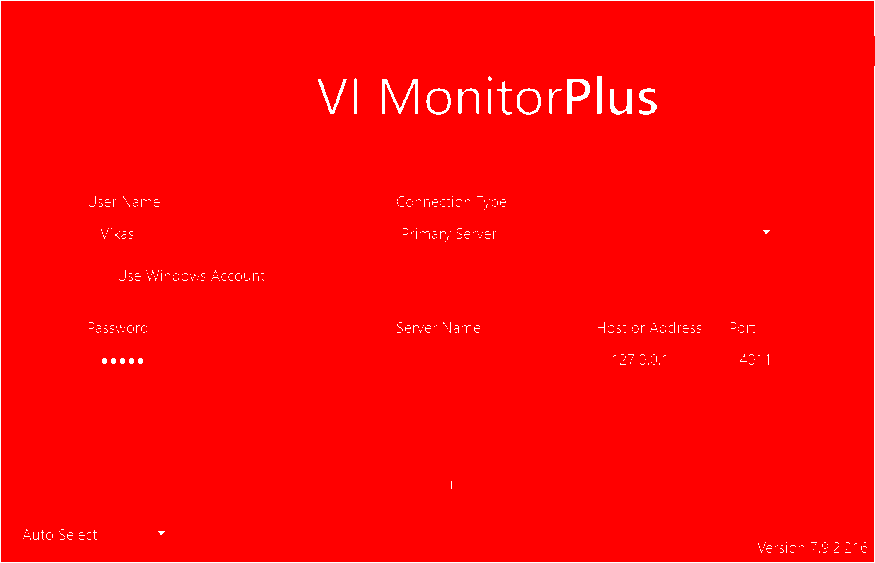 VI MonitorPlus
User Name
Connection Type
Vikas
Primary Server
Use Windows Account
Password
Server Name
Host or Address
Port
•••••
127.0.0.1
4011
Auto Select
Version 7.9.2.216